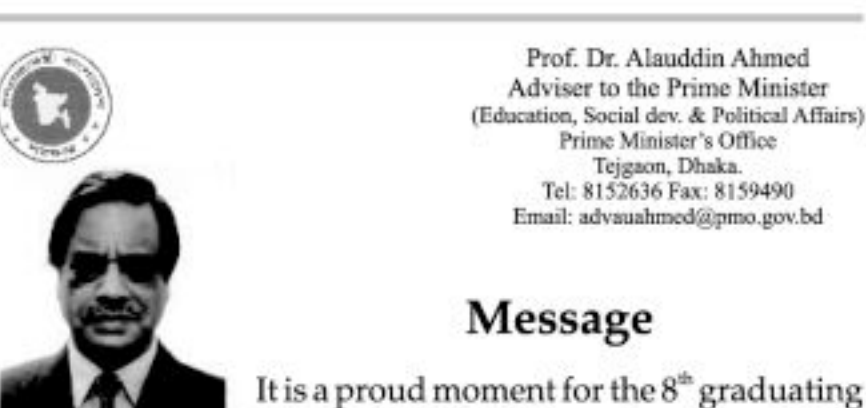 Prof. Dr. Alauddin Ahmed
Adviser to the Prime Minister
(Education, Social dev. & Political Affairs)
Prime Minister's Office
Tejgaon, Dhaka.
Tel: 8152636 Fax: 8159490
Email: advauahmed@pmo.gov.bd
Message
It is a proud moment for the 8th graduating